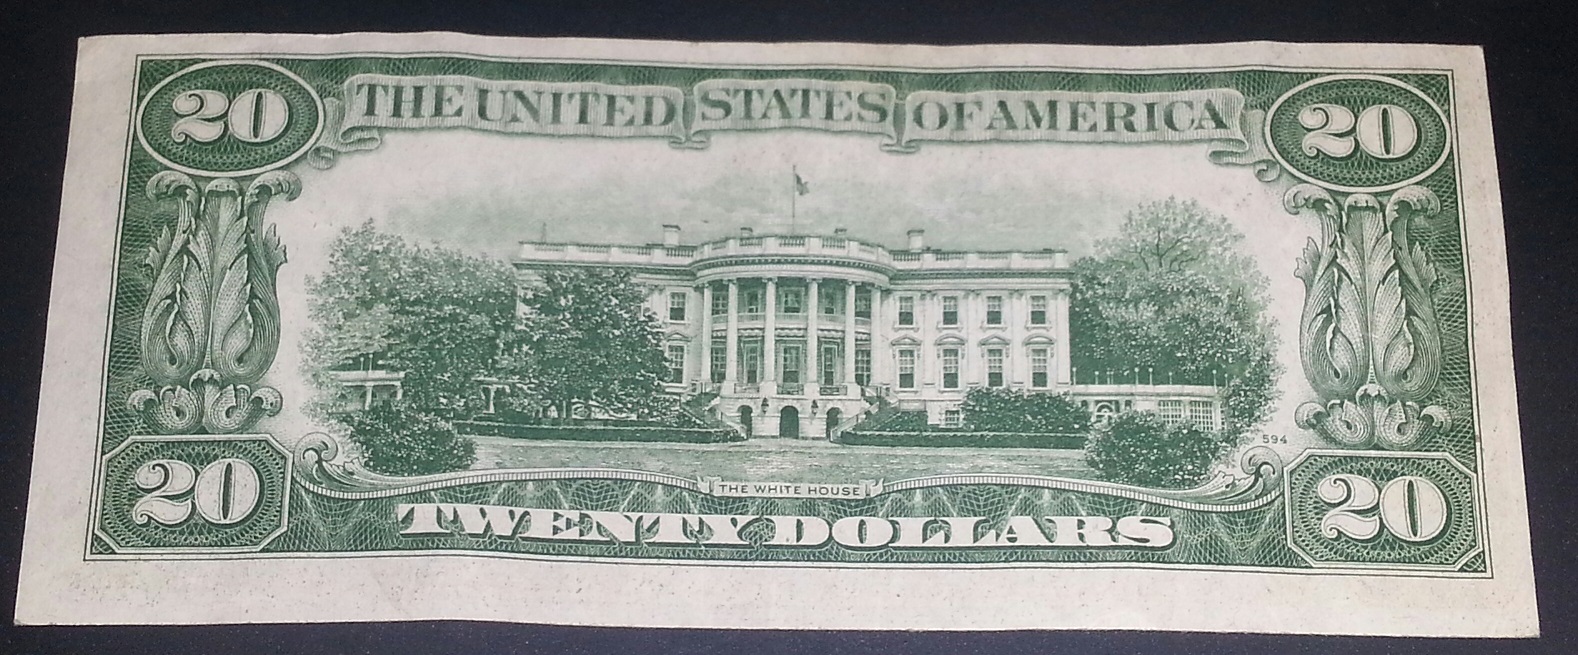 20 THE UNITED STATES OF AMERICA 20
594
THE WHITE HOUSE
20 TWENTY DOLLARS 20